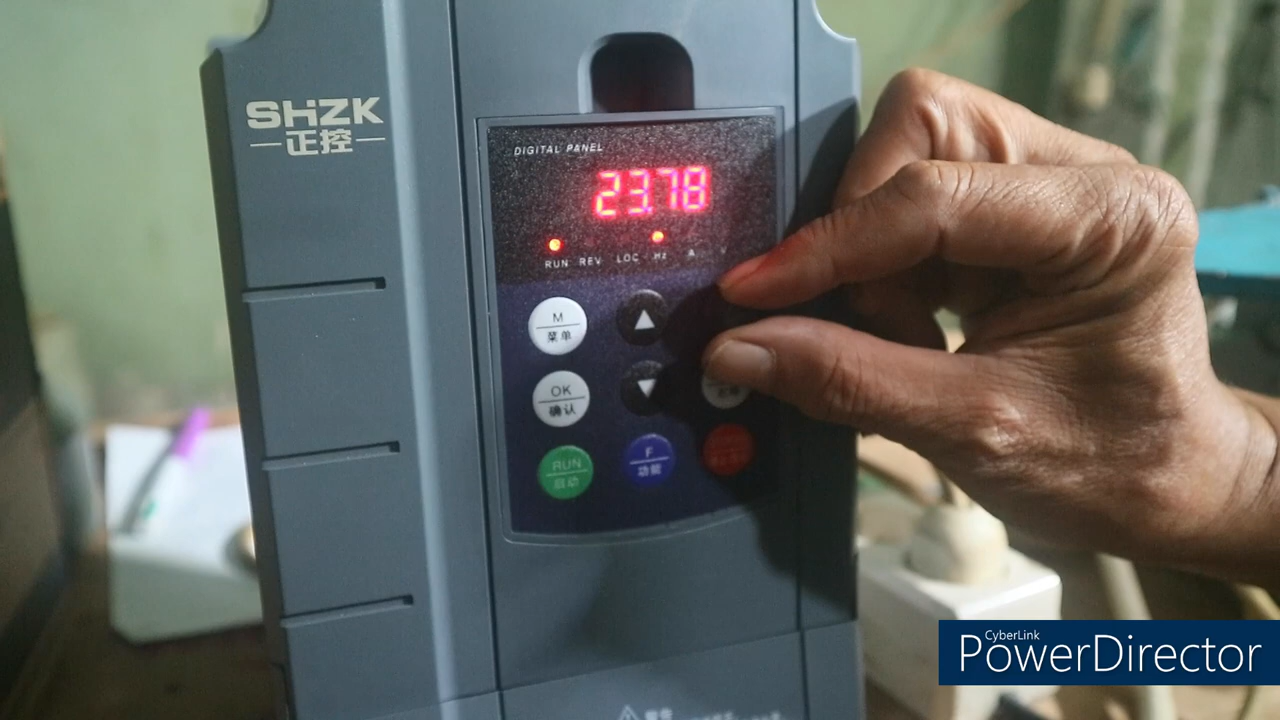 SHZK
正控
DIGITAL PANEL
23.78
RUN REV LOC Hz A
M
菜单
OK
确认
RUN
启动
F
功能
CyberLink
PowerDirector